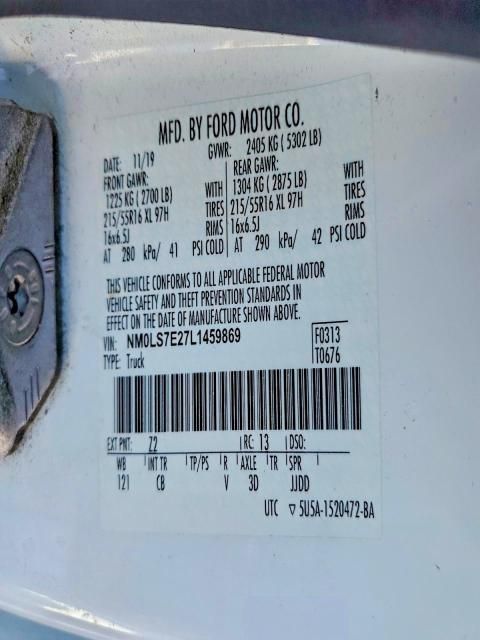 MFD. BY FORD MOTOR CO.
DATE: 11/19 GVWR: 2405 KG ( 5302 LB)
FRONT GAWR: REAR GAWR:
1225 KG ( 2700 LB) WITH 1304 KG ( 2875 LB) WITH
215/55R16 XL 97H TIRES 215/55R16 XL 97H TIRES
16x6.5J RIMS 16x6.5J RIMS
AT 280 kPa/ 41 PSI COLD AT 290 kPa/ 42 PSI COLD
THIS VEHICLE CONFORMS TO ALL APPLICABLE FEDERAL MOTOR
VEHICLE SAFETY AND THEFT PREVENTION STANDARDS IN
EFFECT ON THE DATE OF MANUFACTURE SHOWN ABOVE.
VIN: NM0LS7E27L1459869 F0313
TYPE: Truck T0676
EXT PNT: Z2 RC: 13 DSO:
WB INT TR TP/PS R AXLE TR SPR
121 CB V 3D JJDD
UTC ▽ 5U5A-1520472-BA